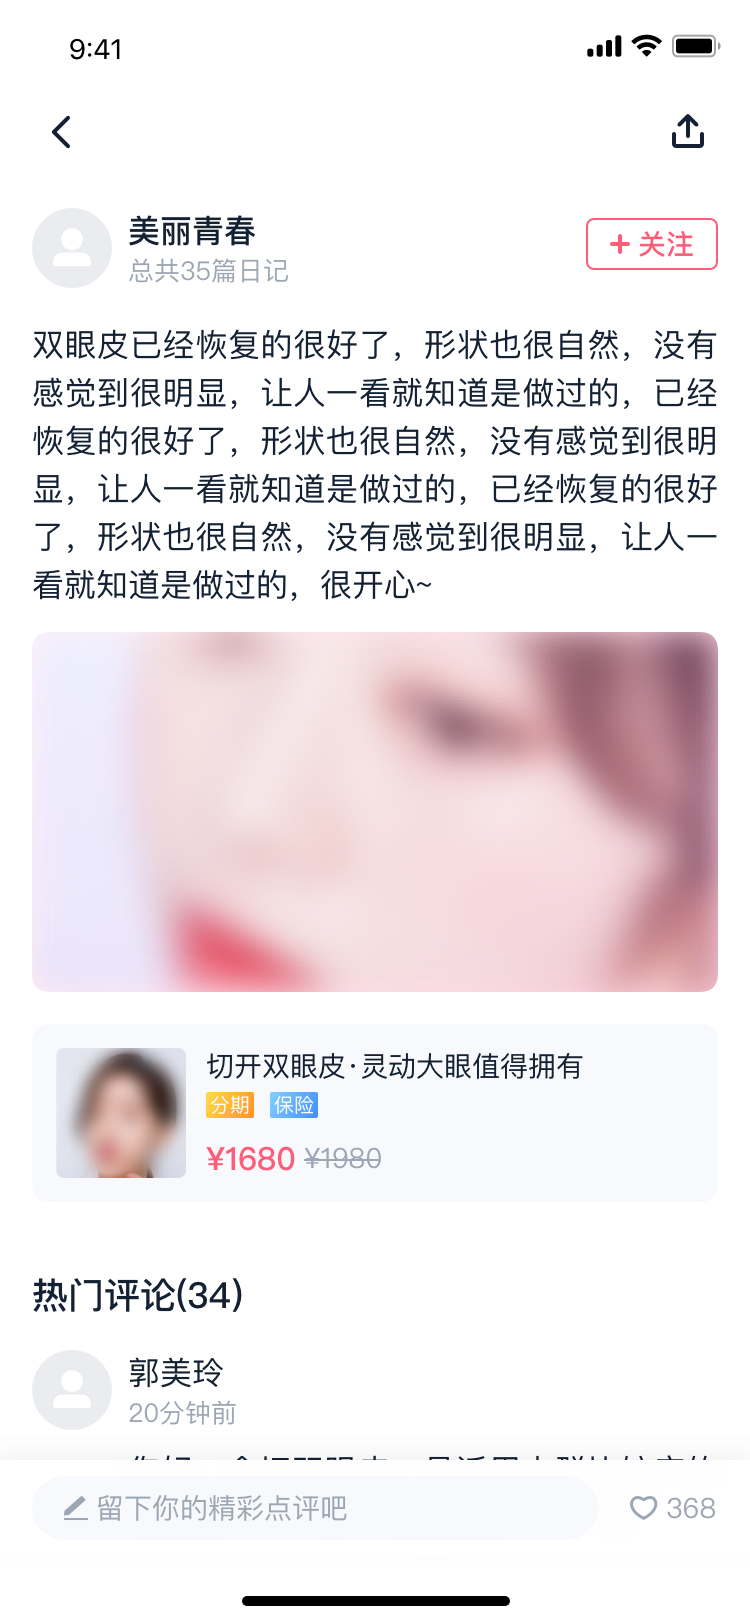 9:41
美丽青春
总共35篇日记
关注
双眼皮已经恢复的很好了，形状也很自然，没有
感觉到很明显，让人一看就知道是做过的，已经
恢复的很好了，形状也很自然，没有感觉到很明
显，让人一看就知道是做过的，已经恢复的很好
了，形状也很自然，没有感觉到很明显，让人一
看就知道是做过的，很开心~
切开双眼皮·灵动大眼值得拥有
分期 保险
¥1680 ¥1980
热门评论(34)
郭美玲
20分钟前
留下你的精彩点评吧
368